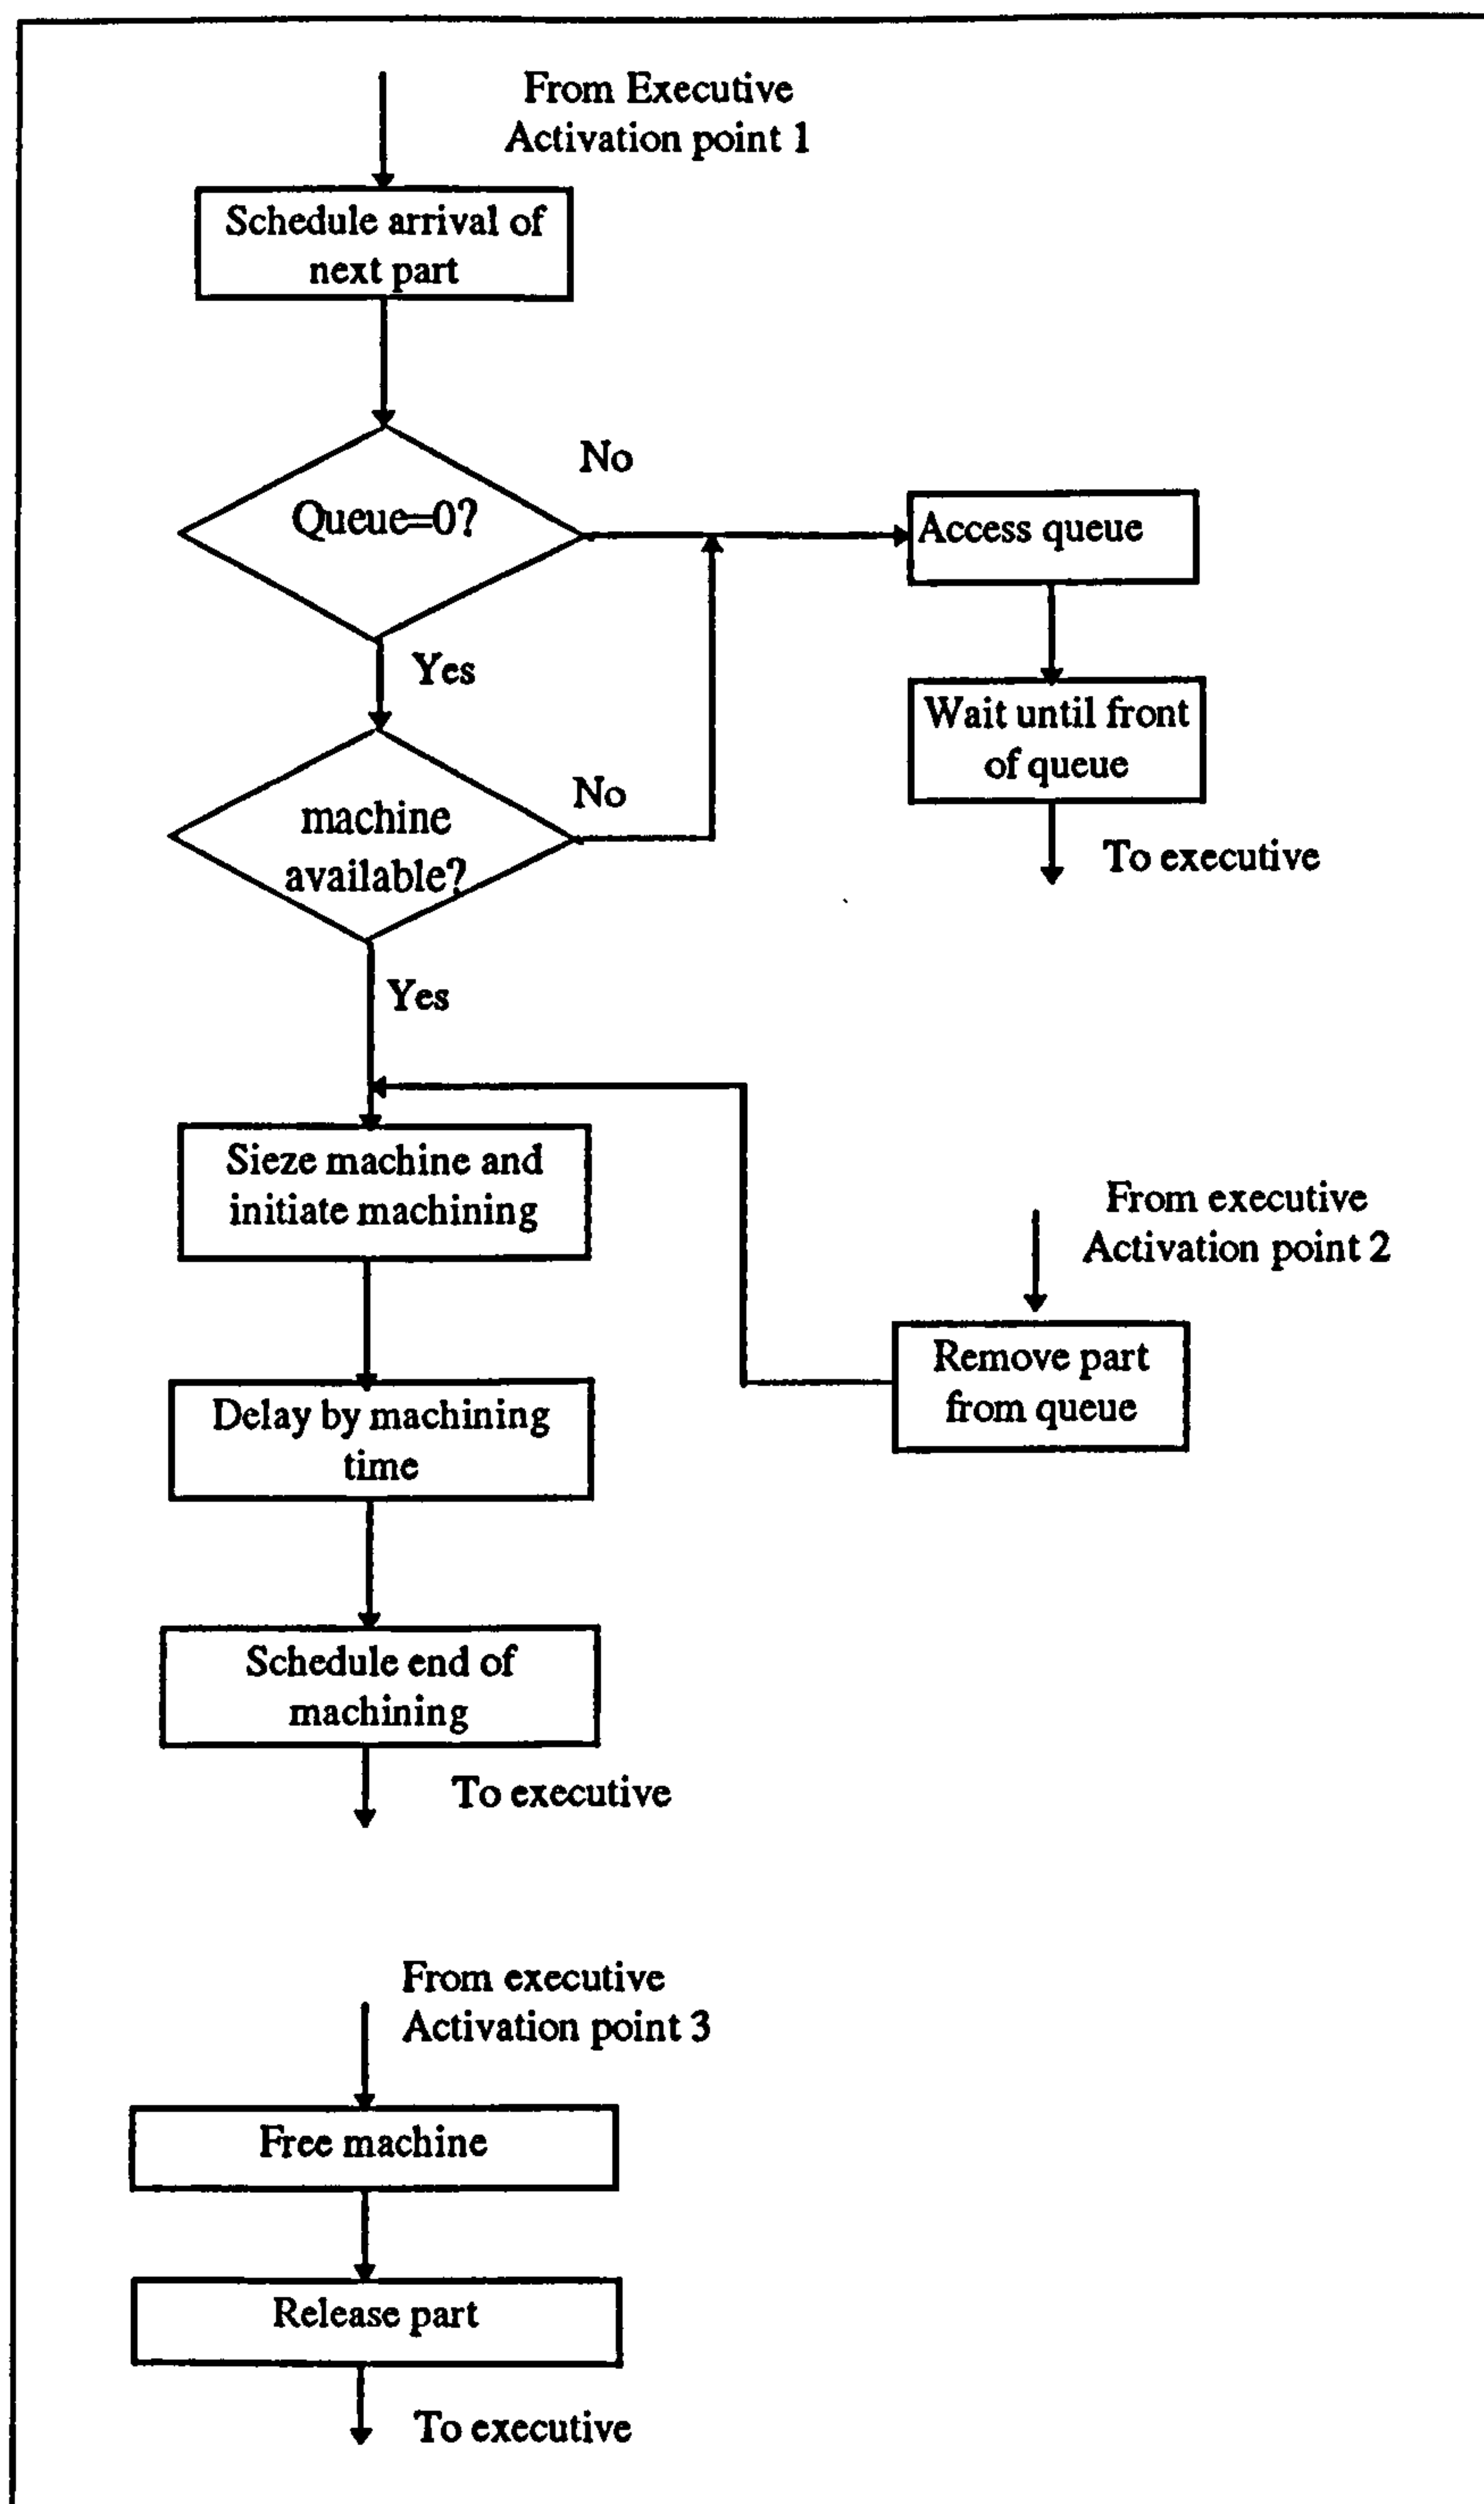 From Executive
Activation point 1
Schedule arrival of
next part
No
Queue=0?
Access queue
Yes
Wait until front
of queue
No
machine
available?
To executive
Yes
Sieze machine and
initiate machining
From executive
Activation point 2
Remove part
from queue
Delay by machining
time
Schedule end of
machining
To executive
From executive
Activation point 3
Free machine
Release part
To executive